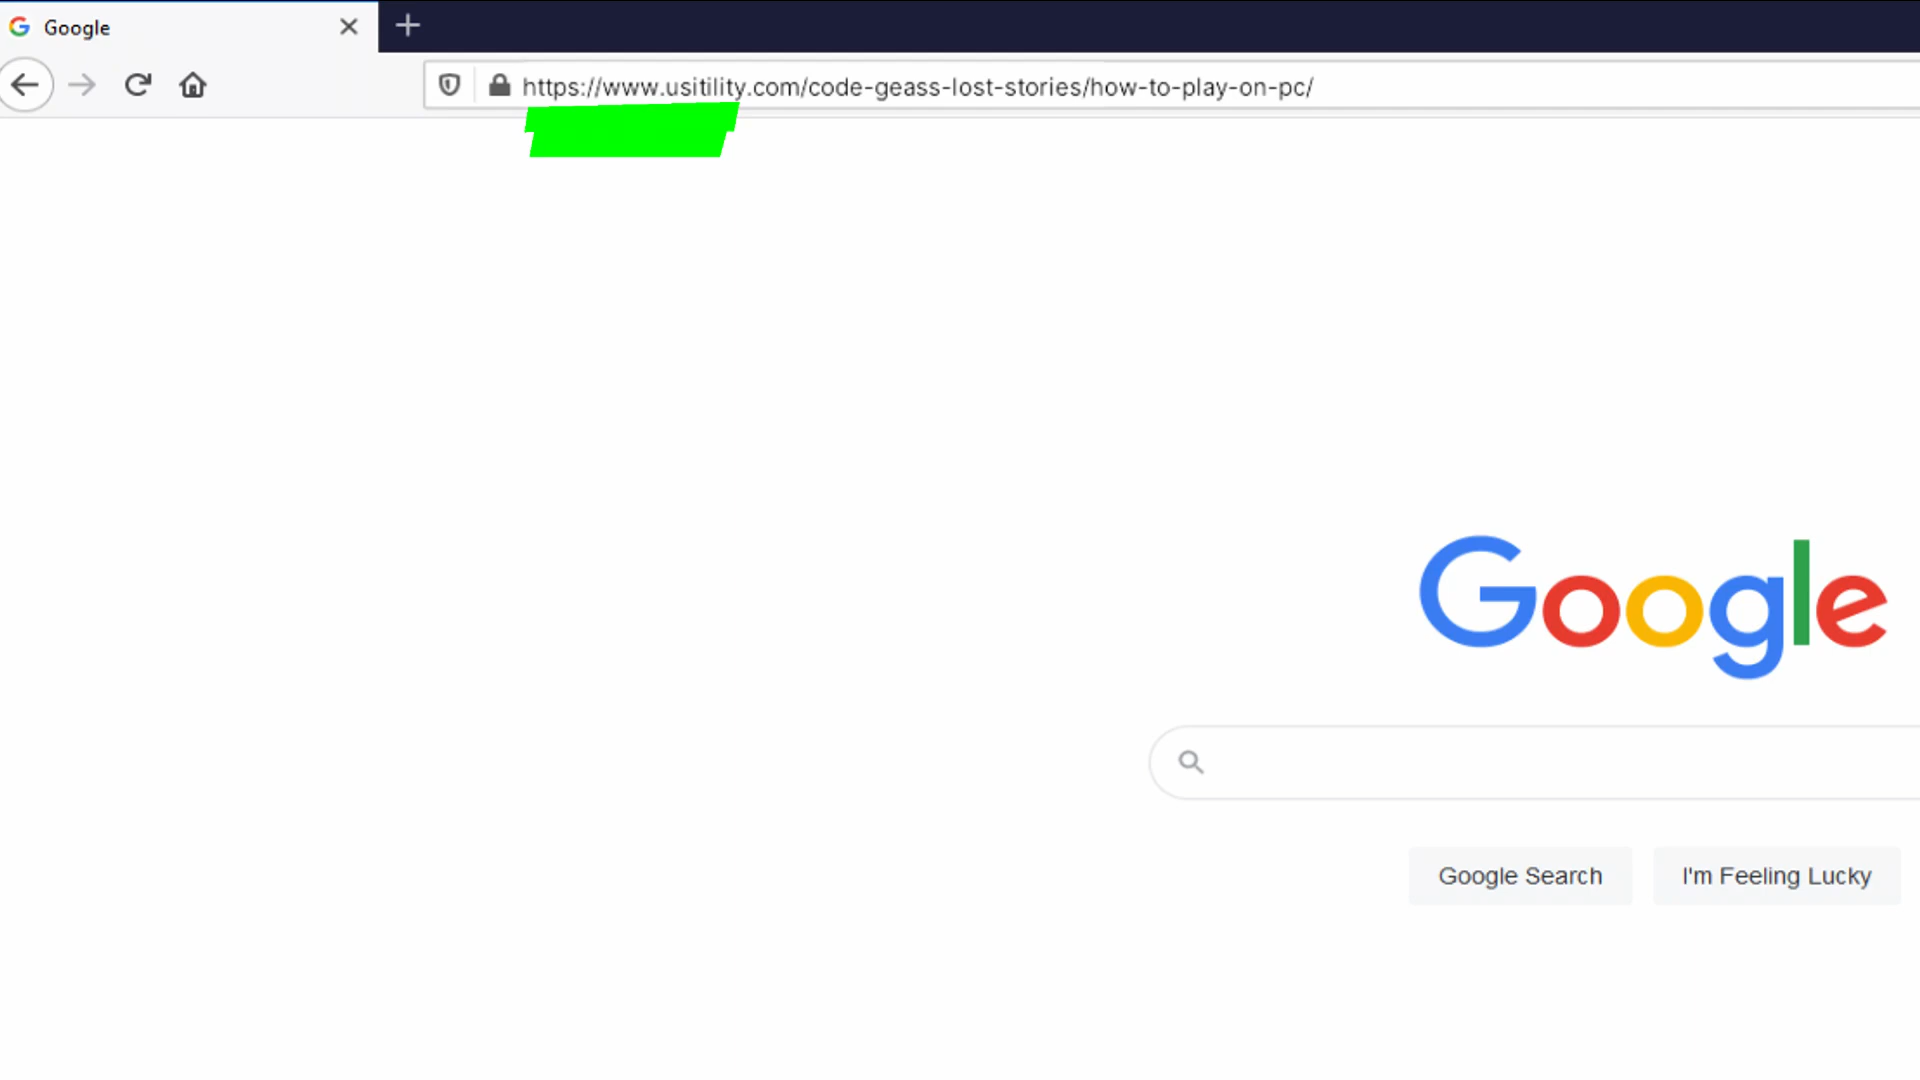 Google
https://www.usitility.com/code-geass-lost-stories/how-to-play-on-pc/
Google
Google Search
I'm Feeling Lucky